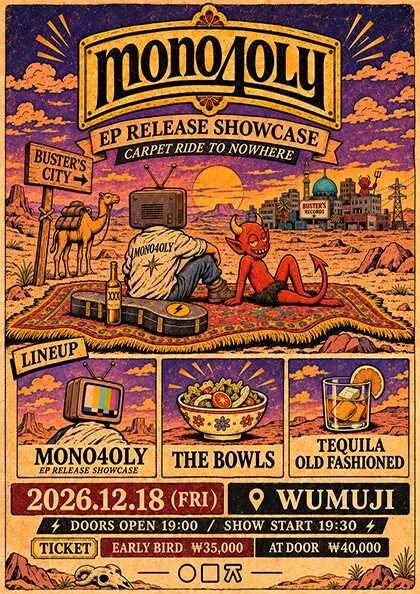 MONO4OLY
EP RELEASE SHOWCASE
CARPET RIDE TO NOWHERE
BUSTER'S
CITY →
BUSTER'S
RECORDS
MONO4OLY
XXX
LINEUP
MONO4OLY
EP RELEASE SHOWCASE
THE BOWLS
TEQUILA
OLD FASHIONED
2026.12.18 (FRI)
WUMUJI
DOORS OPEN 19:00 / SHOW START 19:30
TICKET
EARLY BIRD ₩35,000
AT DOOR ₩40,000